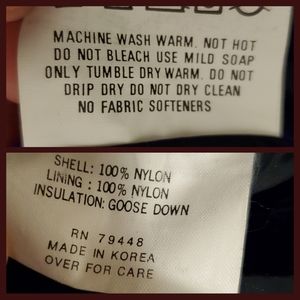 MACHINE WASH WARM. NOT HOT
DO NOT BLEACH USE MILD SOAP
ONLY TUMBLE DRY WARM. DO NOT
DRIP DRY DO NOT DRY CLEAN
NO FABRIC SOFTENERS
SHELL: 100% NYLON
LINING : 100% NYLON
INSULATION: GOOSE DOWN
RN 79448
MADE IN KOREA
OVER FOR CARE